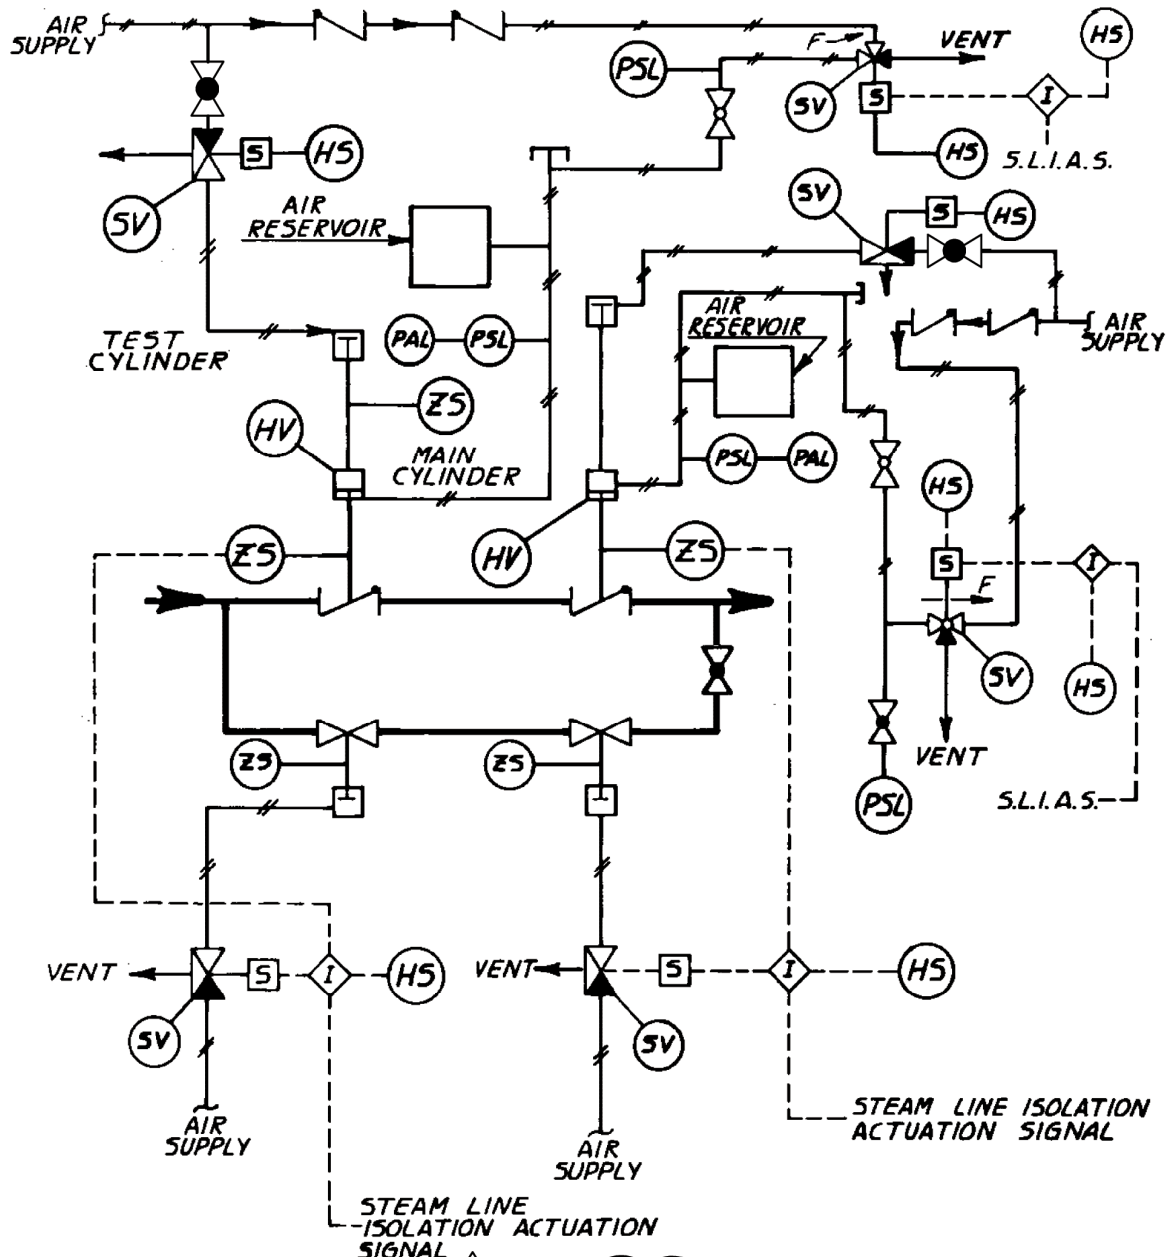 AIR
SUPPLY
F
VENT
HS
PSL
SV
S
I
S
HS
HS
S.L.I.A.S.
SV
AIR
RESERVOIR
SV
S
HS
TEST
CYLINDER
PAL
PSL
AIR
RESERVOIR
AIR
SUPPLY
ZS
HV
MAIN
CYLINDER
PSL
PAL
HS
ZS
HV
ZS
S
I
F
SV
HS
ZS
ZS
VENT
PSL
S.L.I.A.S.
VENT
S
I
HS
VENT
S
I
HS
SV
SV
AIR
SUPPLY
AIR
SUPPLY
STEAM LINE ISOLATION
ACTUATION SIGNAL
STEAM LINE
ISOLATION ACTUATION
SIGNAL